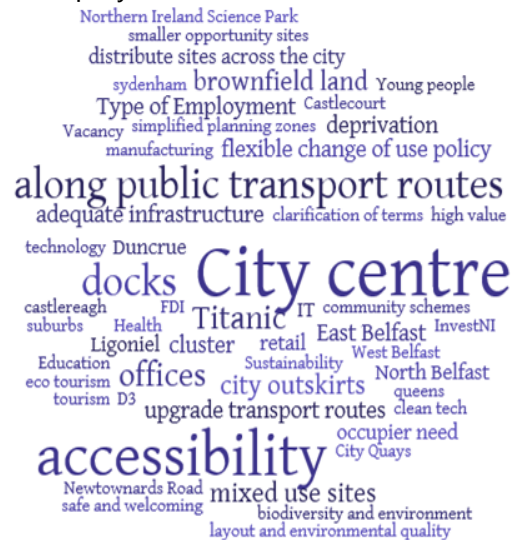 Northern Ireland Science Park
smaller opportunity sites
distribute sites across the city
sydenham brownfield land Young people
Type of Employment Castlecourt
Vacancy simplified planning zones deprivation
manufacturing flexible change of use policy
along public transport routes
adequate infrastructure clarification of terms high value
technology Duncrue
docks City centre
castlereagh FDI Titanic IT community schemes
suburbs Health East Belfast InvestNI
Ligoniel cluster retail West Belfast
Education Sustainability North Belfast
eco tourism offices city outskirts queens
tourism D3 upgrade transport routes clean tech
accessibility occupier need
City Quays
Newtownards Road mixed use sites
safe and welcoming biodiversity and environment
layout and environmental quality